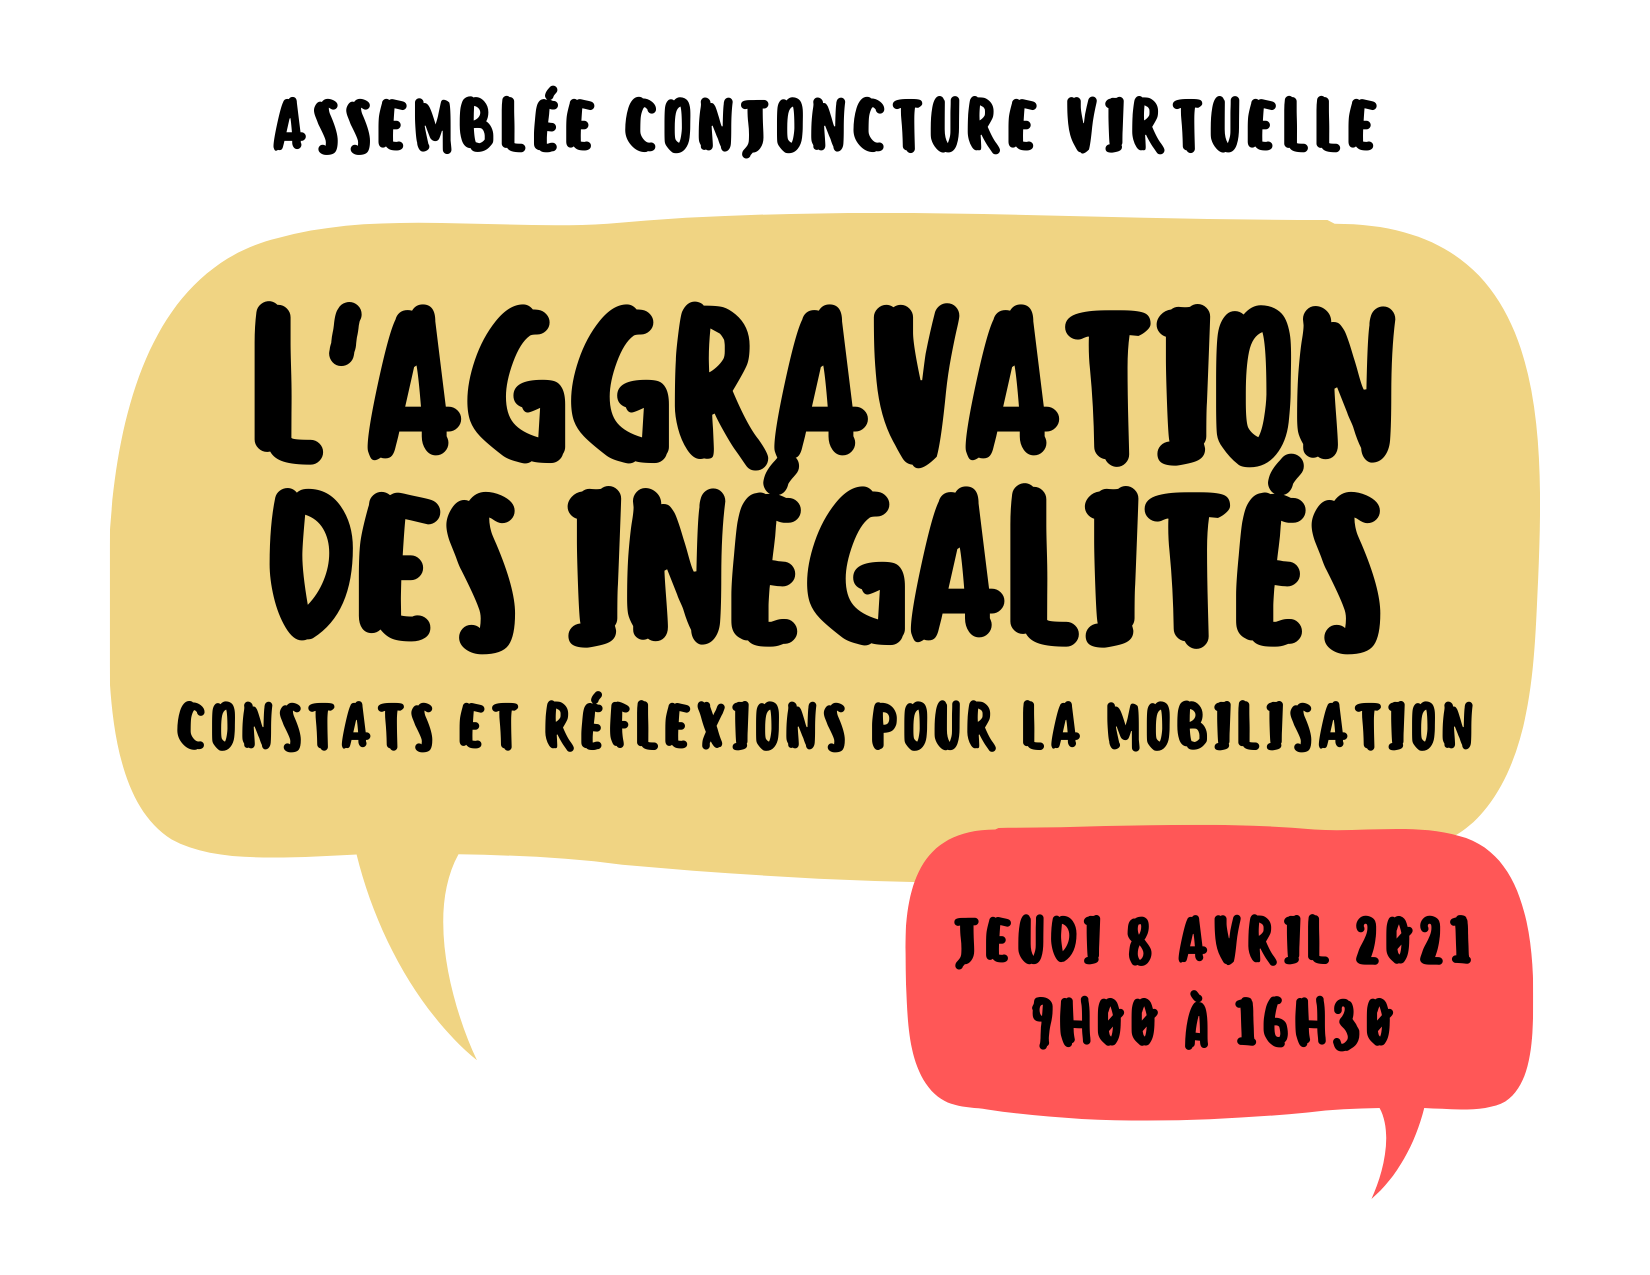 ASSEMBLÉE CONJONCTURE VIRTUELLE
L'AGGRAVATION
DES INÉGALITÉS
CONSTATS ET RÉFLEXIONS POUR LA MOBILISATION
JEUDI 8 AVRIL 2021
9H00 À 16H30